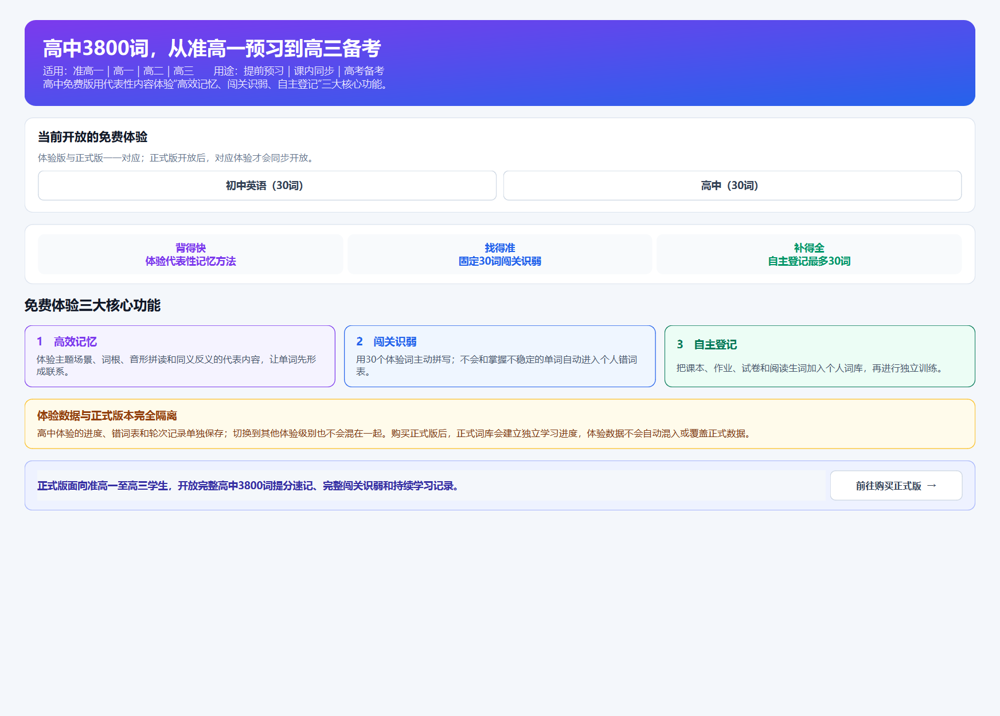 高中3800词，从准高一预习到高三备考
适用：准高一｜高一｜高二｜高三　　用途：提前预习｜课内同步｜高考备考
高中免费版用代表性内容体验“高效记忆、闯关识弱、自主登记”三大核心功能。
当前开放的免费体验
体验版与正式版一一对应；正式版开放后，对应体验才会同步开放。
初中英语（30词）
高中（30词）
背得快
体验代表性记忆方法
找得准
固定30词闯关识弱
补得全
自主登记最多30词
免费体验三大核心功能
1　高效记忆
体验主题场景、词根、音形拼读和同义反义的代表内容，让单词先形
成联系。
2　闯关识弱
用30个体验词主动拼写；不会和掌握不稳定的单词自动进入个人错词
表。
3　自主登记
把课本、作业、试卷和阅读生词加入个人词库，再进行独立训练。
体验数据与正式版本完全隔离
高中体验的进度、错词表和轮次记录单独保存；切换到其他体验级别也不会混在一起。购买正式版后，正式词库会建立独立学习进度，体验数据不会自动混入或覆盖正式数据。
正式版面向准高一至高三学生，开放完整高中3800词提分速记、完整闯关识弱和持续学习记录。
前往购买正式版 →